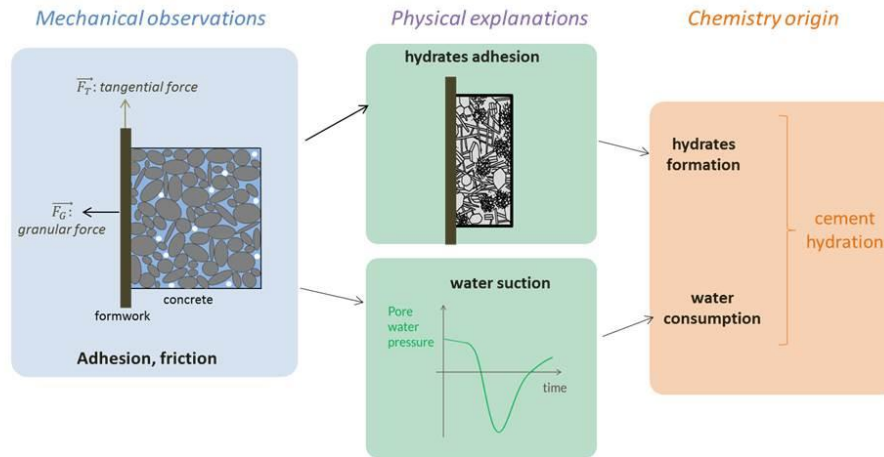 Mechanical observations
Physical explanations
Chemistry origin
F_T: tangential force
F_G:
granular force
concrete
formwork
Adhesion, friction
hydrates adhesion
water suction
Pore
water
pressure
time
hydrates
formation
water
consumption
cement
hydration